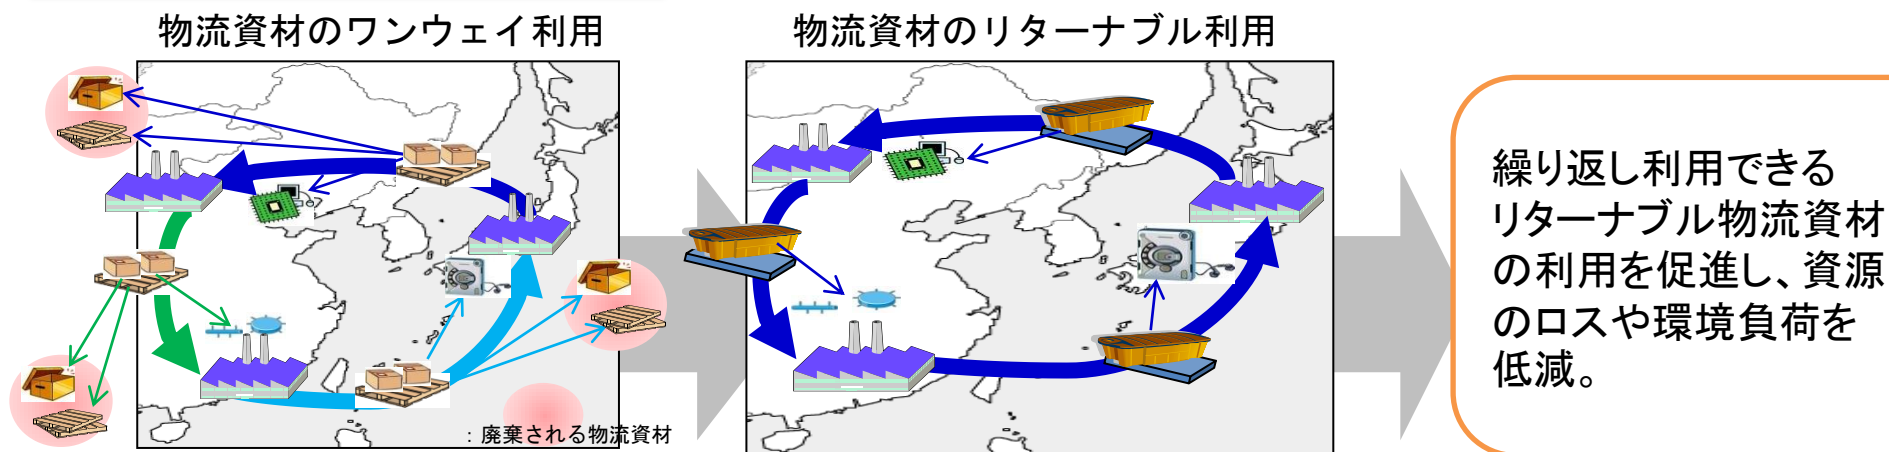 物流資材のワンウェイ利用
物流資材のリターナブル利用
：廃棄される物流資材
繰り返し利用できる
リターナブル物流資材
の利用を促進し、資源
のロスや環境負荷を
低減。